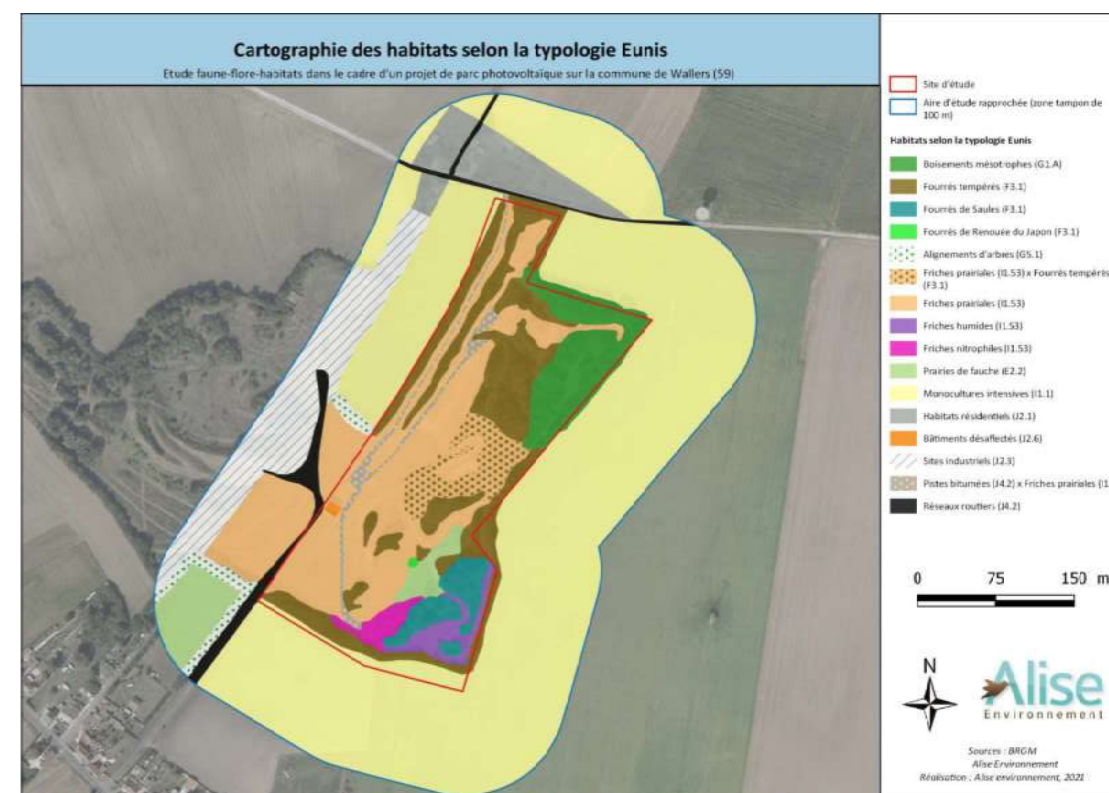 Cartographie des habitats selon la typologie Eunis
Etude faune-flore-habitats dans le cadre d'un projet de parc photovoltaïque sur la commune de Wallers (59)
Site d'étude
Aire d'étude rapprochée (zone tampon de
100 m)
Habitats selon la typologie Eunis
Boisements mésotrophes (G1.A)
Fourrés tempérés (F3.1)
Fourrés de Saules (F3.1)
Fourrés de Renouée du Japon (F3.1)
Alignements d'arbres (G5.1)
Friches prairiales (I1.53) x Fourrés tempérés
(F3.1)
Friches prairiales (I1.53)
Friches humides (I1.53)
Friches nitrophiles (I1.53)
Prairies de fauche (E2.2)
Monocultures intensives (I1.1)
Habitats résidentiels (J2.1)
Bâtiments désaffectés (J2.6)
Sites industriels (J2.3)
Pistes bitumées (J4.2) x Friches prairiales (I1
Réseaux routiers (J4.2)
0 75 150 m
N
Alise
Environnement
Sources : BRGM
Alise Environnement
Réalisation : Alise environnement, 2021